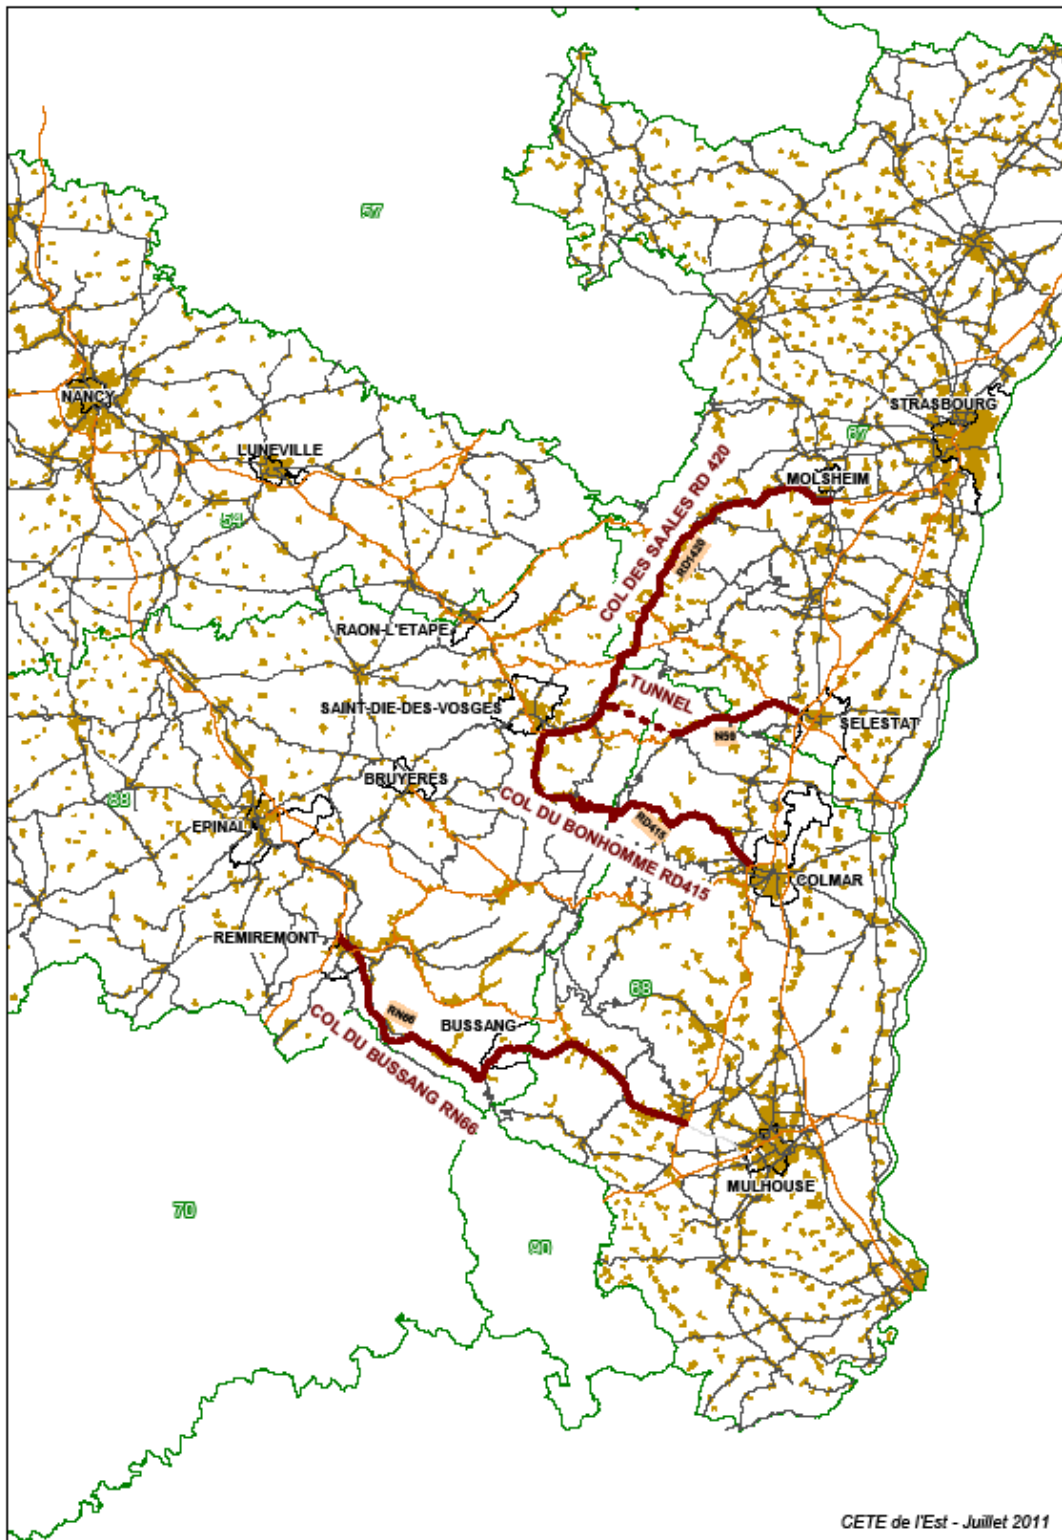 57
NANCY
STRASBOURG
67
LUNEVILLE
COL DES SAALES RD 420
MOLSHEIM
54
RD1420
RAON-L'ETAPE
TUNNEL
SAINT-DIE-DES-VOSGES
SELESTAT
N59
BRUYERES
88
COL DU BONHOMME RD415
RD415
EPINAL
COLMAR
REMIREMONT
68
RN66
BUSSANG
COL DU BUSSANG RN66
MULHOUSE
70
90
CETE de l'Est - Juillet 2011